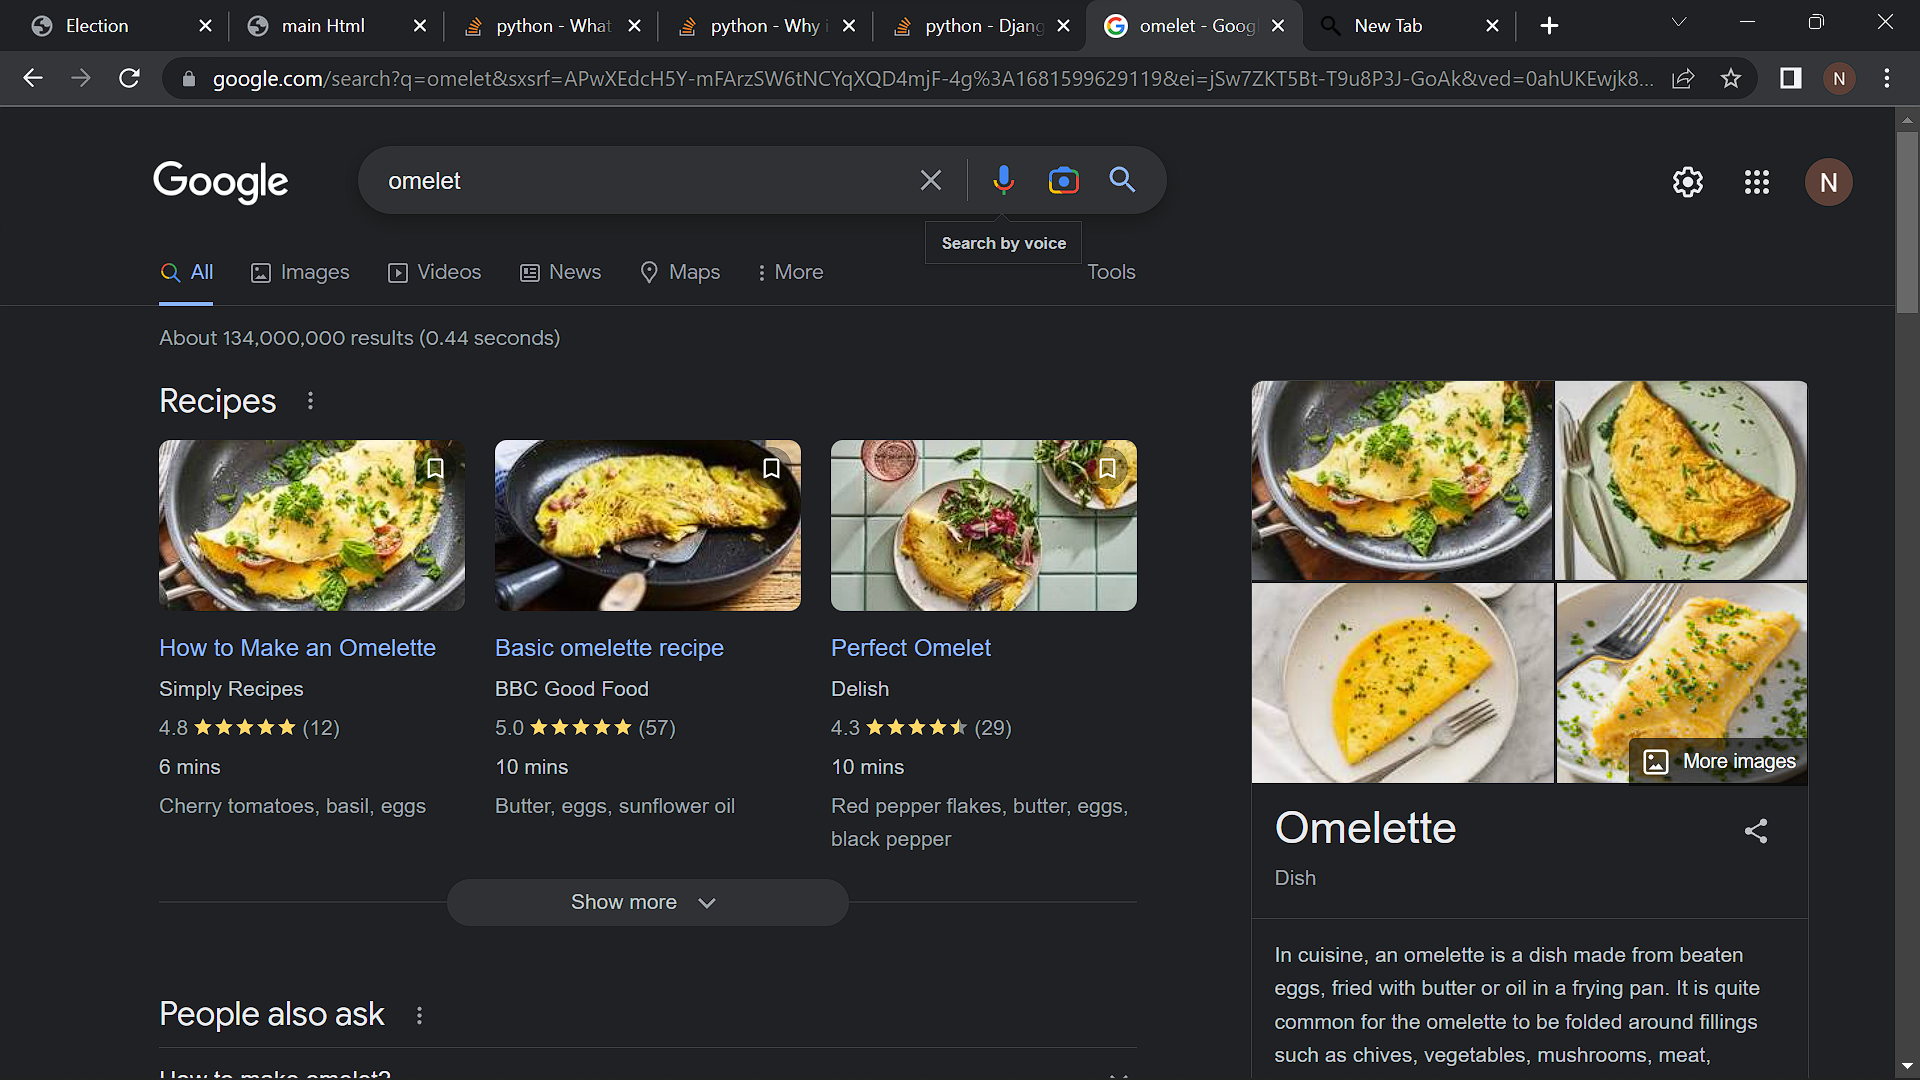 Election
main Html
python - What
python - Why i
python - Djang
omelet - Goog
New Tab
google.com/search?q=omelet&sxsrf=APwXEdcH5Y-mFArzSW6tNCYqXQD4mjF-4g%3A1681599629119&ei=jSw7ZKT5Bt-T9u8P3J-GoAk&ved=0ahUKEwjk8...
N
Google
omelet
N
Search by voice
All
Images
Videos
News
Maps
More
Tools
About 134,000,000 results (0.44 seconds)
Recipes
How to Make an Omelette
Simply Recipes
4.8 (12)
6 mins
Cherry tomatoes, basil, eggs
Basic omelette recipe
BBC Good Food
5.0 (57)
10 mins
Butter, eggs, sunflower oil
Perfect Omelet
Delish
4.3 (29)
10 mins
Red pepper flakes, butter, eggs,
black pepper
Show more
People also ask
How to make omelet?
More images
Omelette
Dish
In cuisine, an omelette is a dish made from beaten
eggs, fried with butter or oil in a frying pan. It is quite
common for the omelette to be folded around fillings
such as chives, vegetables, mushrooms, meat,